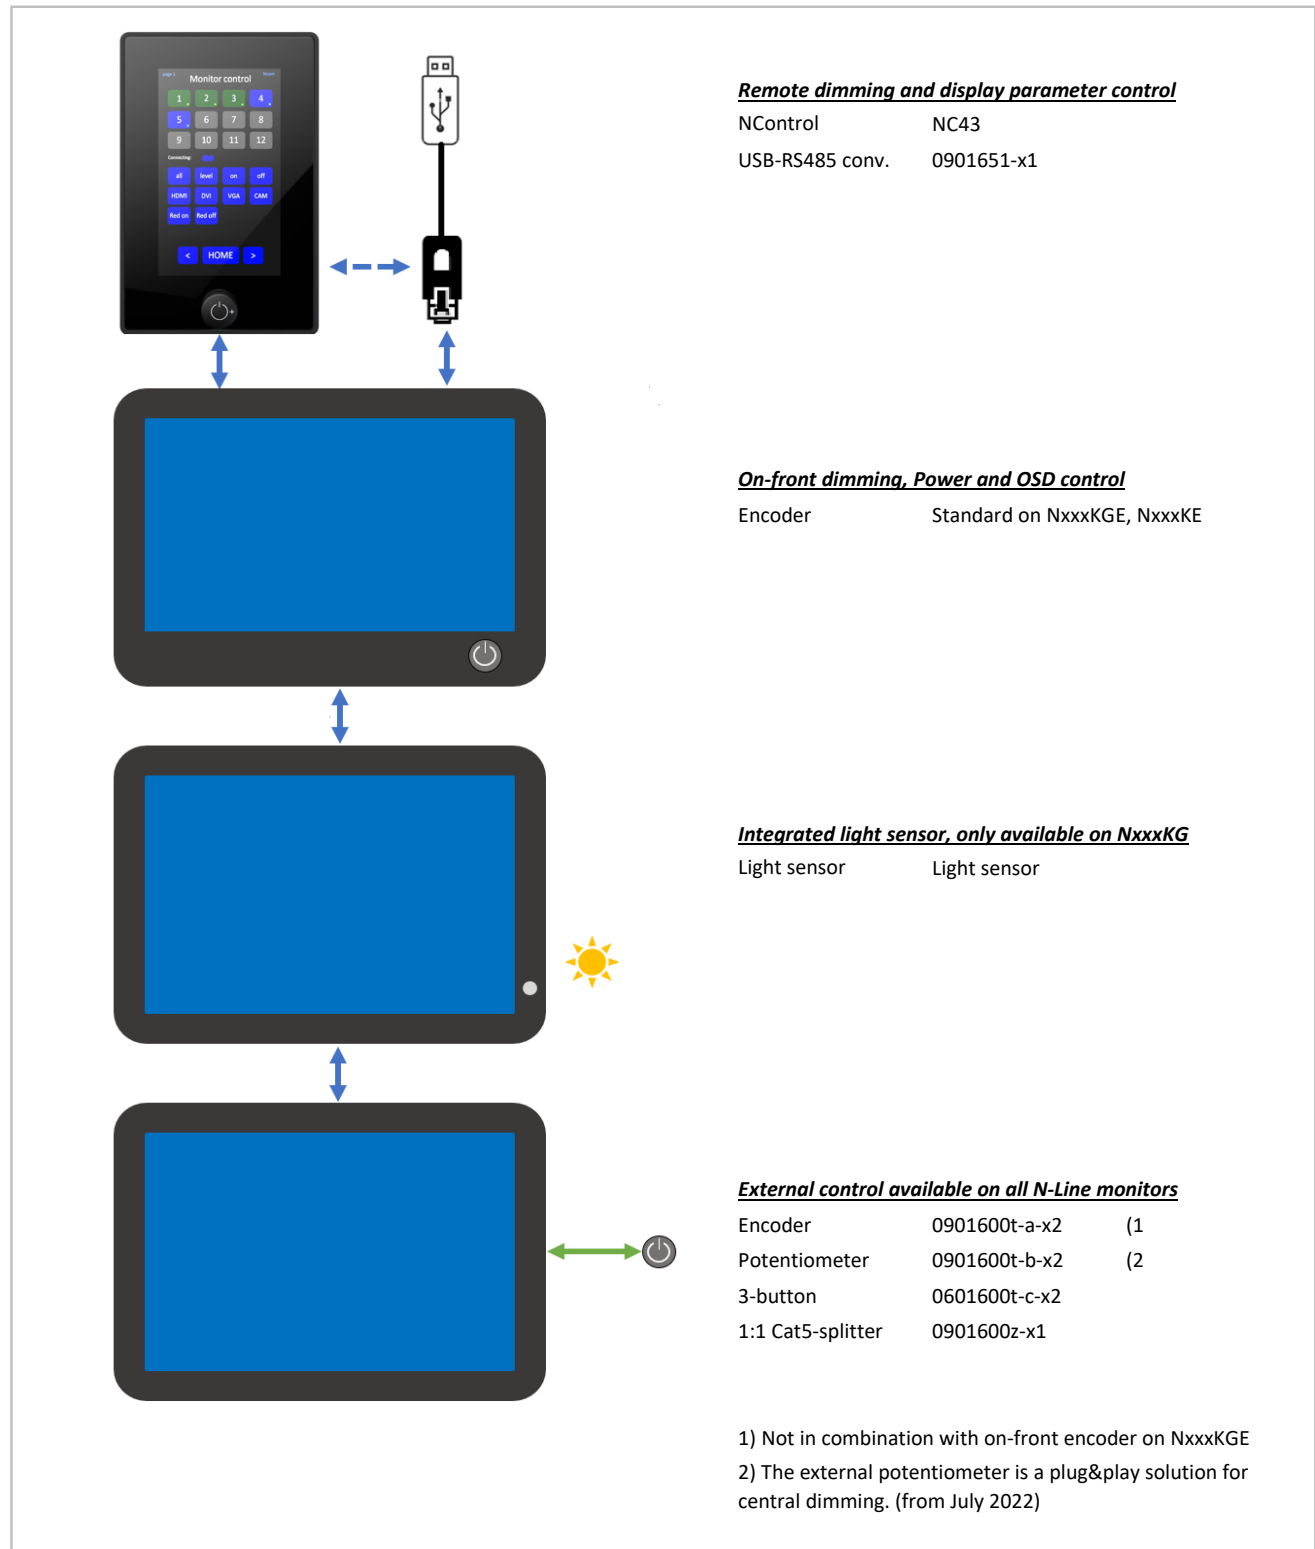 page 1
Monitor control
1 2 3 4
5 6 7 8
9 10 11 12
Connecting:
all level on off
HDMI DVI VGA CAM
Red on Red off
< HOME >
Remote dimming and display parameter control
NControl NC43
USB-RS485 conv. 0901651-x1
On-front dimming, Power and OSD control
Encoder Standard on NxxxKGE, NxxxKE
Integrated light sensor, only available on NxxxKG
Light sensor Light sensor
External control available on all N-Line monitors
Encoder 0901600t-a-x2 (1
Potentiometer 0901600t-b-x2 (2
3-button 0601600t-c-x2
1:1 Cat5-splitter 0901600z-x1
1) Not in combination with on-front encoder on NxxxKGE
2) The external potentiometer is a plug&play solution for
central dimming. (from July 2022)